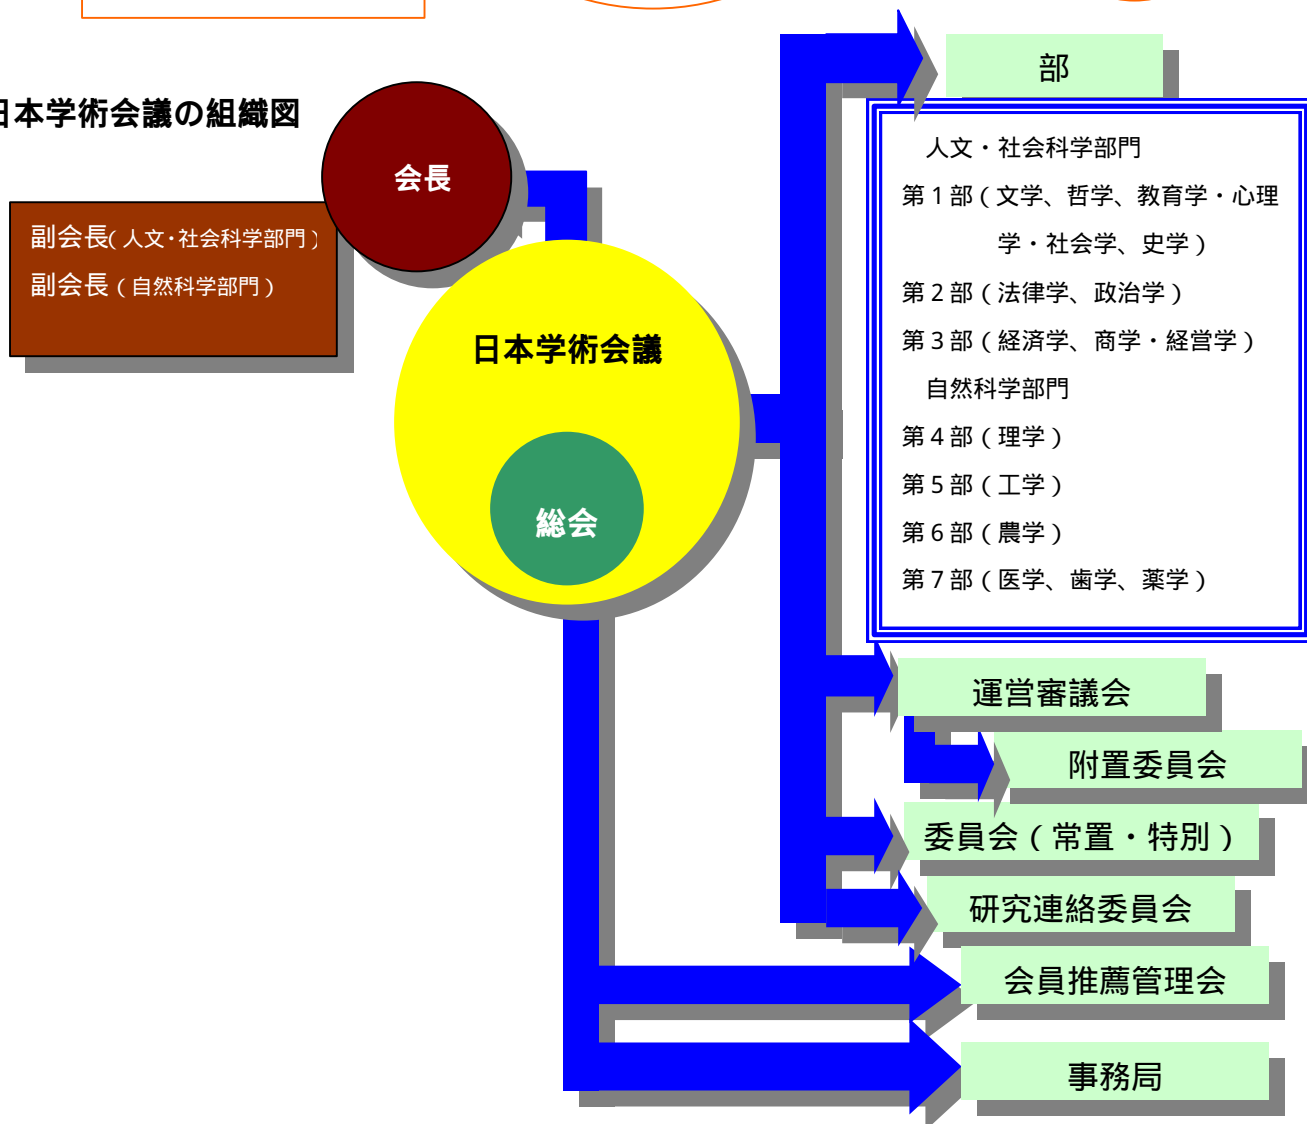 日本学術会議の組織図
会長
副会長（人文・社会科学部門）
副会長（自然科学部門）
日本学術会議
総会
部
人文・社会科学部門
第１部（文学、哲学、教育学・心理
学・社会学、史学）
第２部（法律学、政治学）
第３部（経済学、商学・経営学）
自然科学部門
第４部（理学）
第５部（工学）
第６部（農学）
第７部（医学、歯学、薬学）
運営審議会
附置委員会
委員会（常置・特別）
研究連絡委員会
会員推薦管理会
事務局